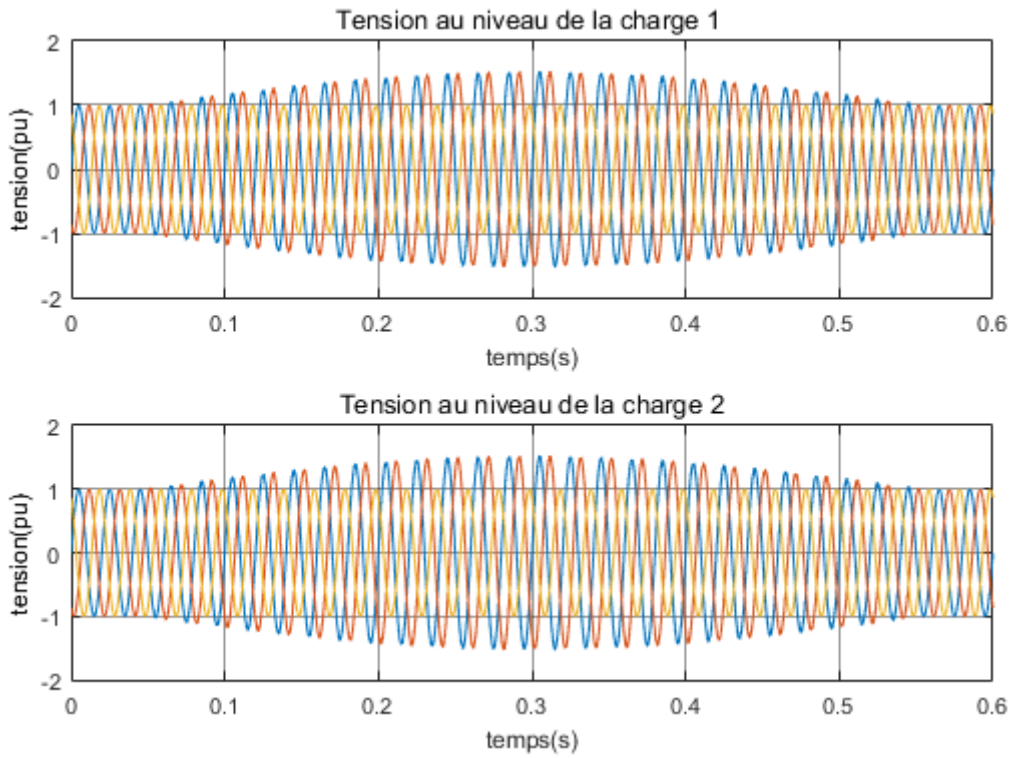 Tension au niveau de la charge 1
tension(pu)
2
1
0
-1
-2
0 0.1 0.2 0.3 0.4 0.5 0.6
temps(s)
Tension au niveau de la charge 2
tension(pu)
2
1
0
-1
-2
0 0.1 0.2 0.3 0.4 0.5 0.6
temps(s)